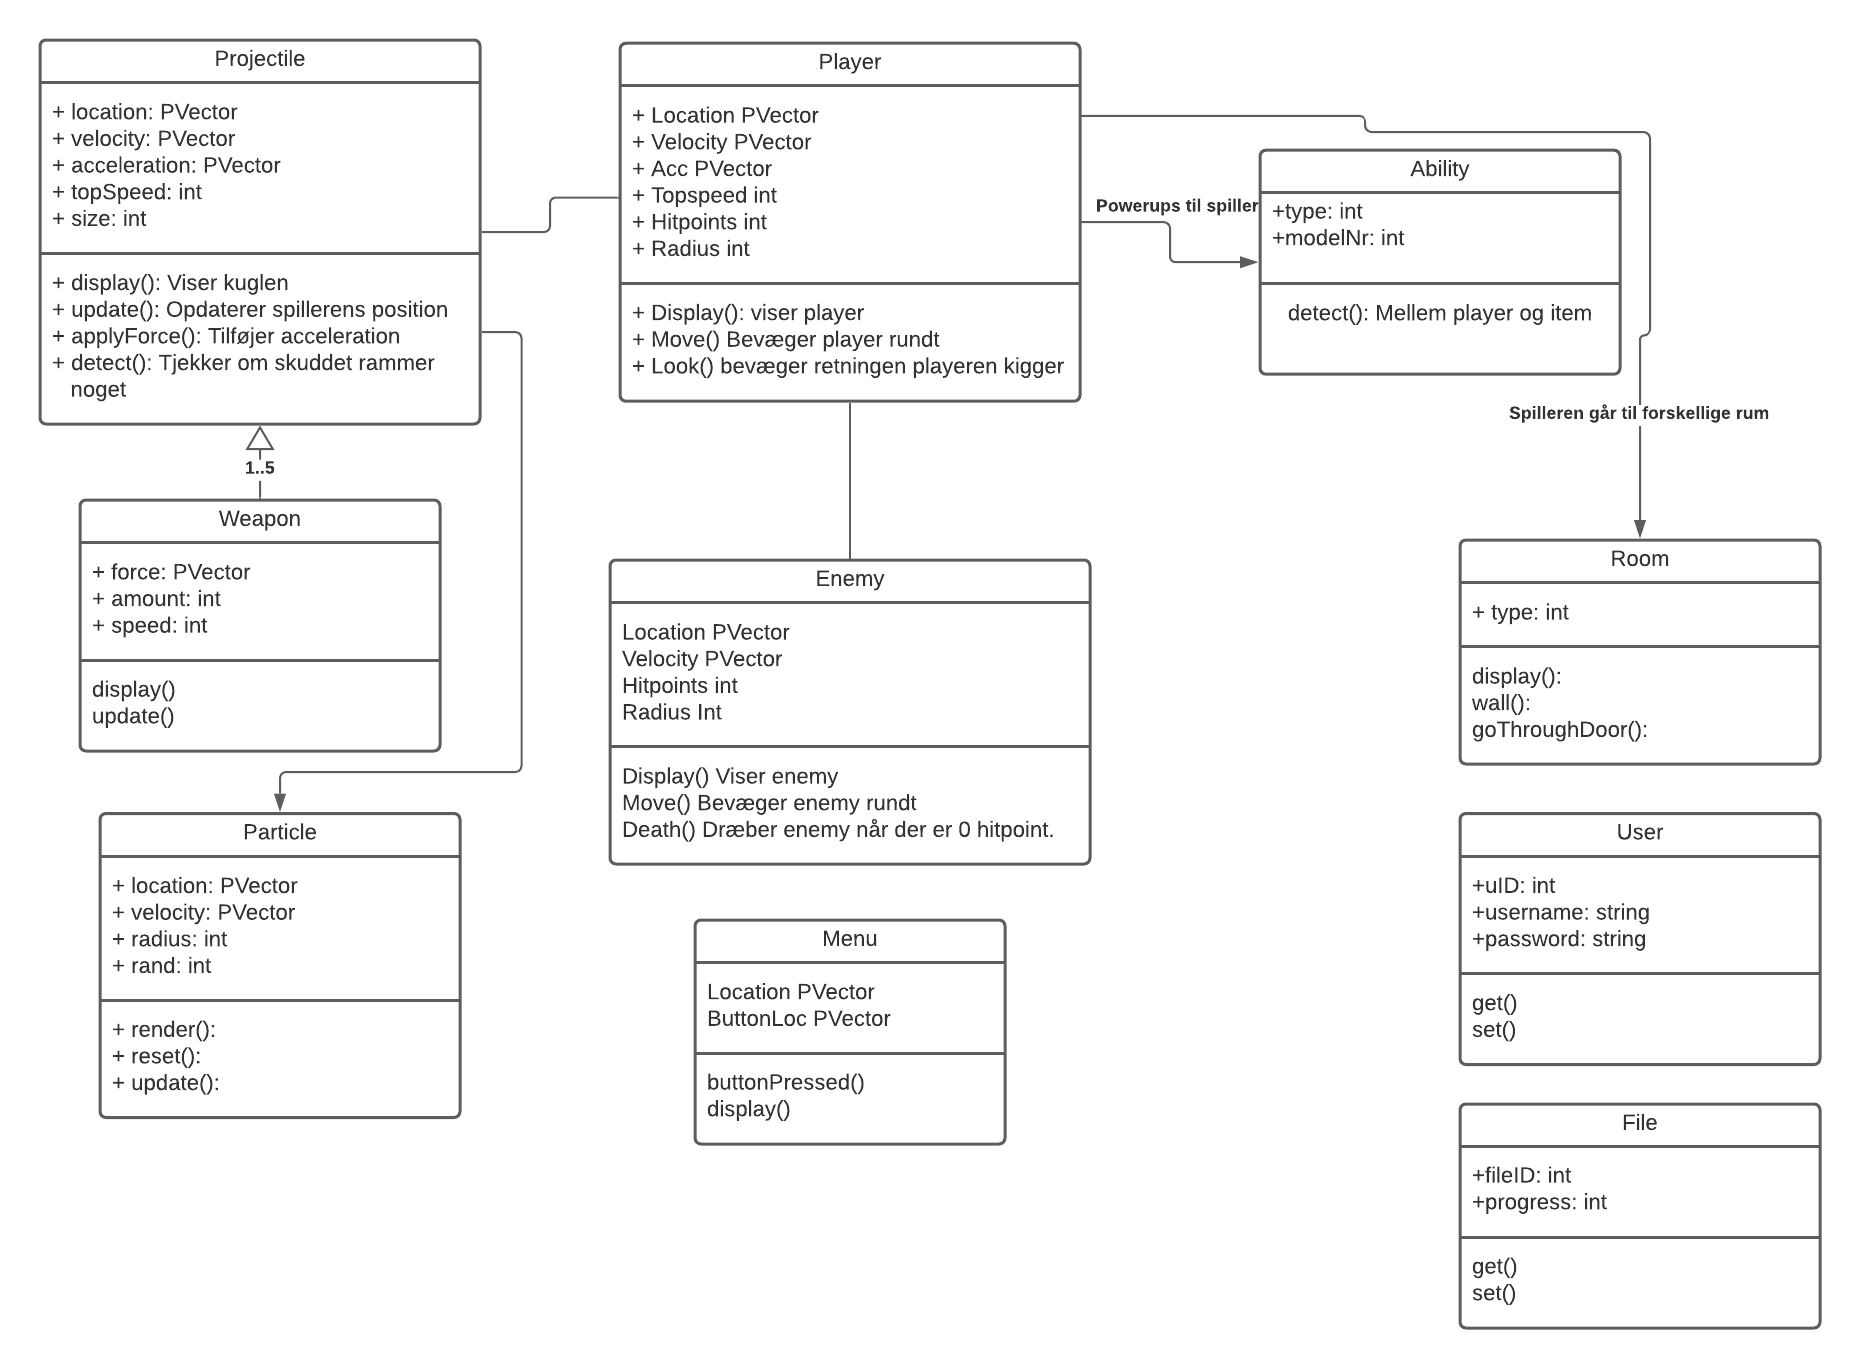 Projectile
+ location: PVector
+ velocity: PVector
+ acceleration: PVector
+ topSpeed: int
+ size: int
+ display(): Viser kuglen
+ update(): Opdaterer spillerens position
+ applyForce(): Tilføjer acceleration
+ detect(): Tjekker om skuddet rammer
noget
1..5
Weapon
+ force: PVector
+ amount: int
+ speed: int
display()
update()
Particle
+ location: PVector
+ velocity: PVector
+ radius: int
+ rand: int
+ render():
+ reset():
+ update():
Player
+ Location PVector
+ Velocity PVector
+ Acc PVector
+ Topspeed int
+ Hitpoints int
+ Radius int
+ Display(): viser player
+ Move() Bevæger player rundt
+ Look() bevæger retningen playeren kigger
Enemy
Location PVector
Velocity PVector
Hitpoints int
Radius Int
Display() Viser enemy
Move() Bevæger enemy rundt
Death() Dræber enemy når der er 0 hitpoint.
Menu
Location PVector
ButtonLoc PVector
buttonPressed()
display()
Powerups til spiller
Ability
+type: int
+modelNr: int
detect(): Mellem player og item
Spilleren går til forskellige rum
Room
+ type: int
display():
wall():
goThroughDoor():
User
+uID: int
+username: string
+password: string
get()
set()
File
+fileID: int
+progress: int
get()
set()